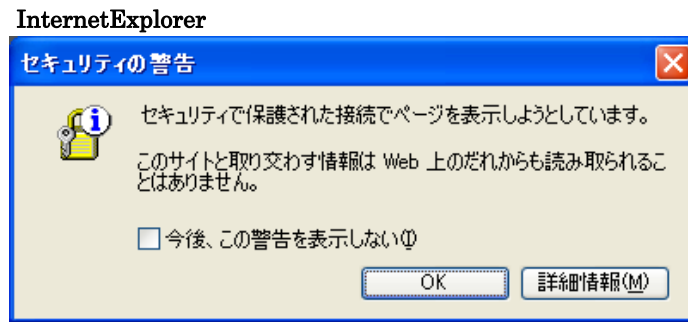 InternetExplorer
セキュリティの警告
セキュリティで保護された接続でページを表示しようとしています。
このサイトと取り交わす情報は Web 上のだれからも読み取られるこ
とはありません。
今後、この警告を表示しない(I)
OK
詳細情報(M)